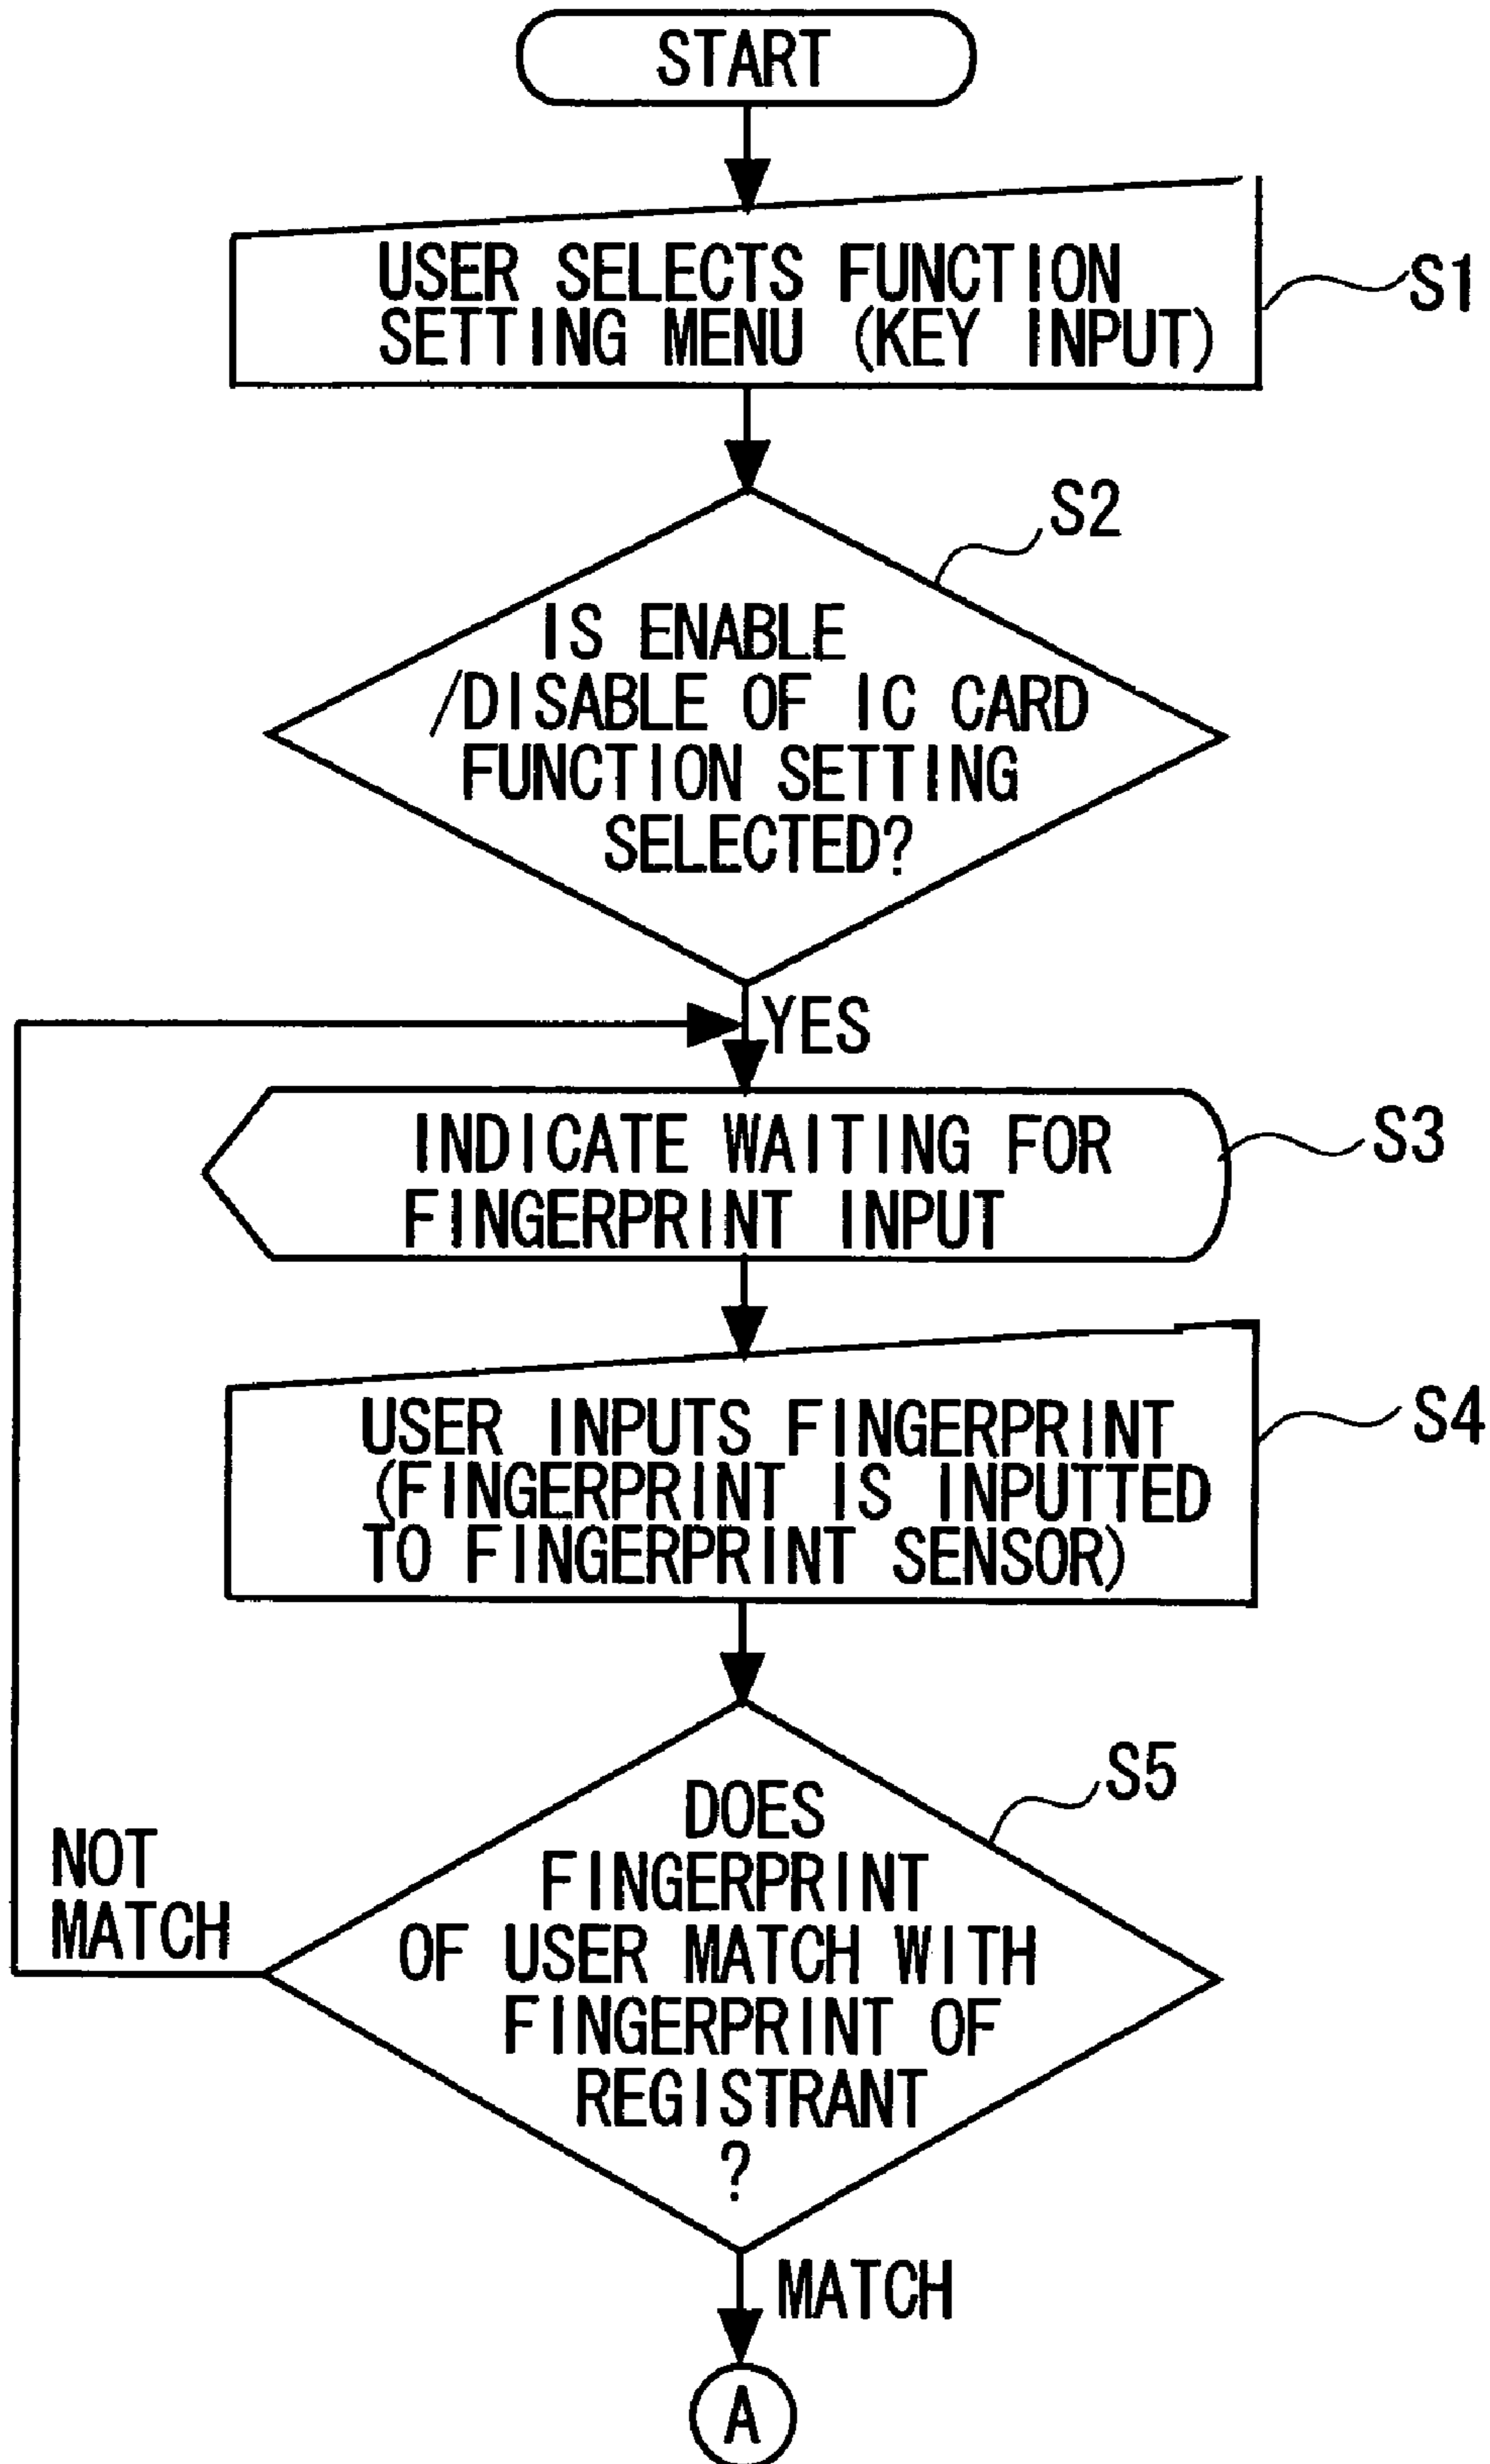 START
USER SELECTS FUNCTION
SETTING MENU (KEY INPUT)
S1
S2
IS ENABLE
/DISABLE OF IC CARD
FUNCTION SETTING
SELECTED?
YES
INDICATE WAITING FOR
FINGERPRINT INPUT
S3
USER INPUTS FINGERPRINT
(FINGERPRINT IS INPUTTED
TO FINGERPRINT SENSOR)
S4
S5
DOES
FINGERPRINT
OF USER MATCH WITH
FINGERPRINT OF
REGISTRANT
?
NOT
MATCH
MATCH
A